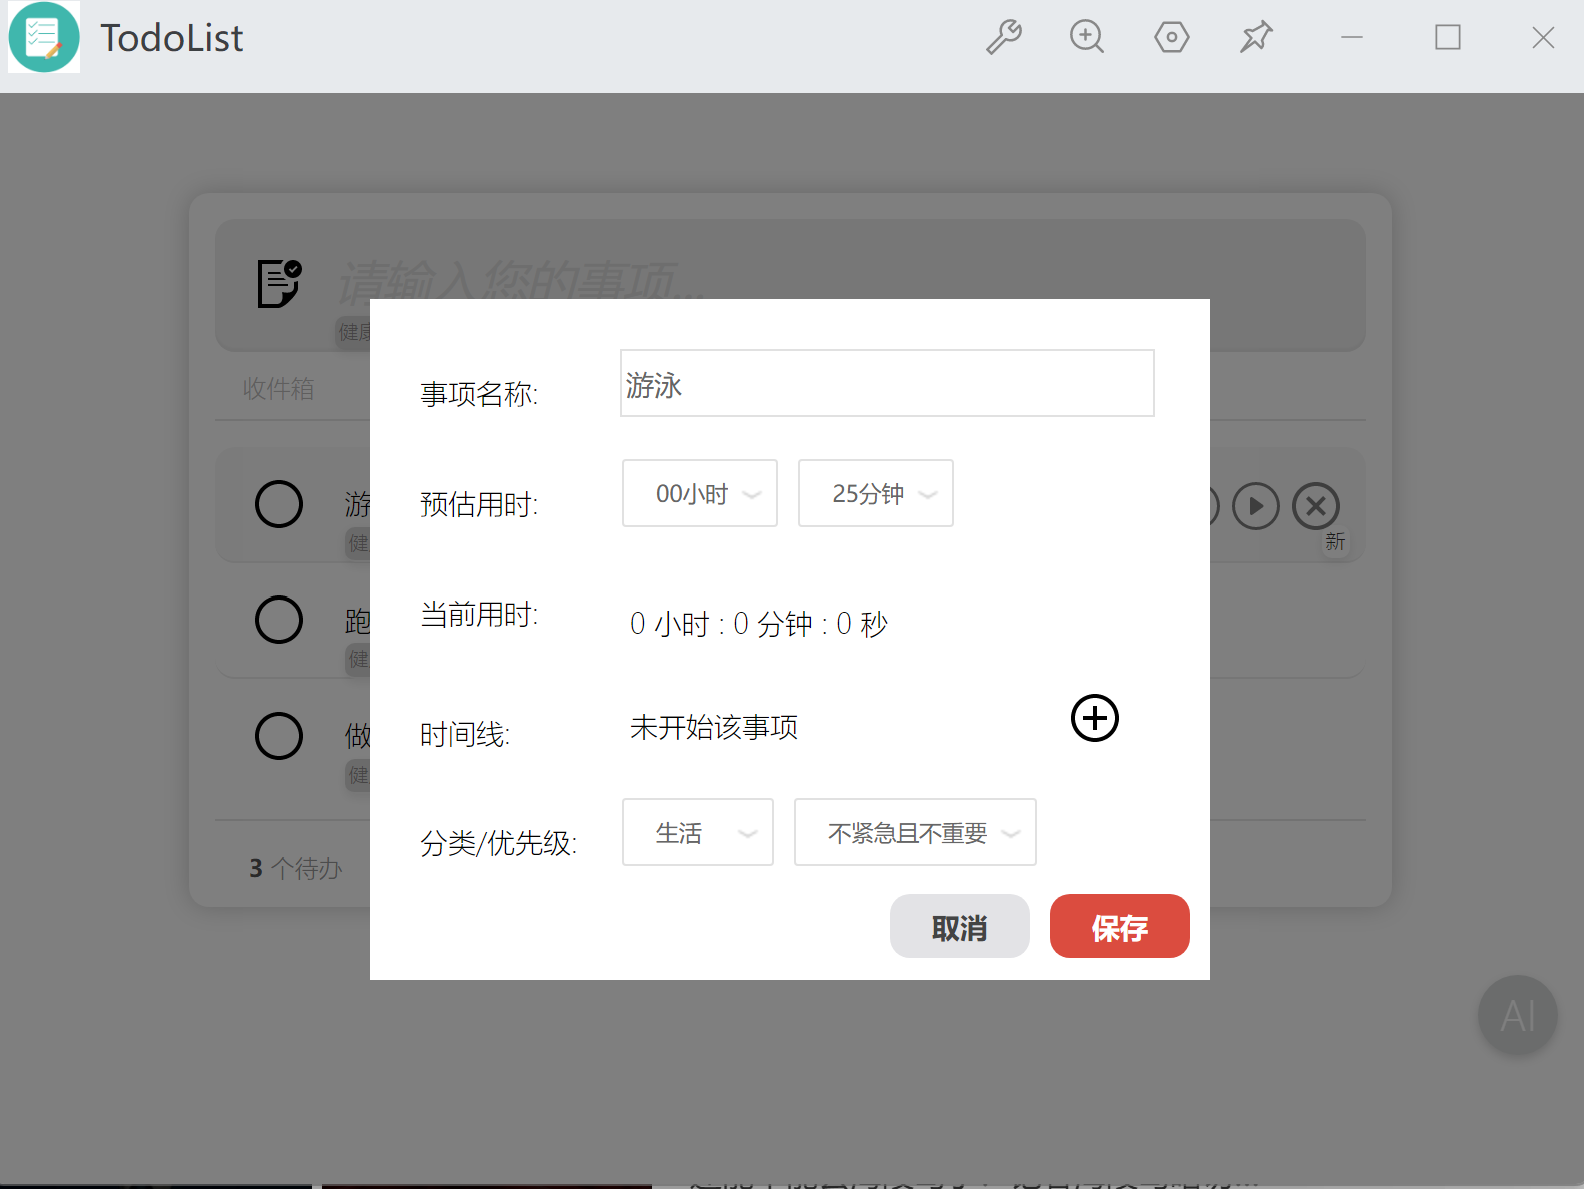 TodoList
请输入您的事项...
健康
收件箱
事项名称:
游泳
预估用时:
00小时
25分钟
当前用时:
0 小时 : 0 分钟 : 0 秒
时间线:
未开始该事项
分类/优先级:
生活
不紧急且不重要
取消
保存
游
健
新
跑
健
做
健
3 个待办
AI